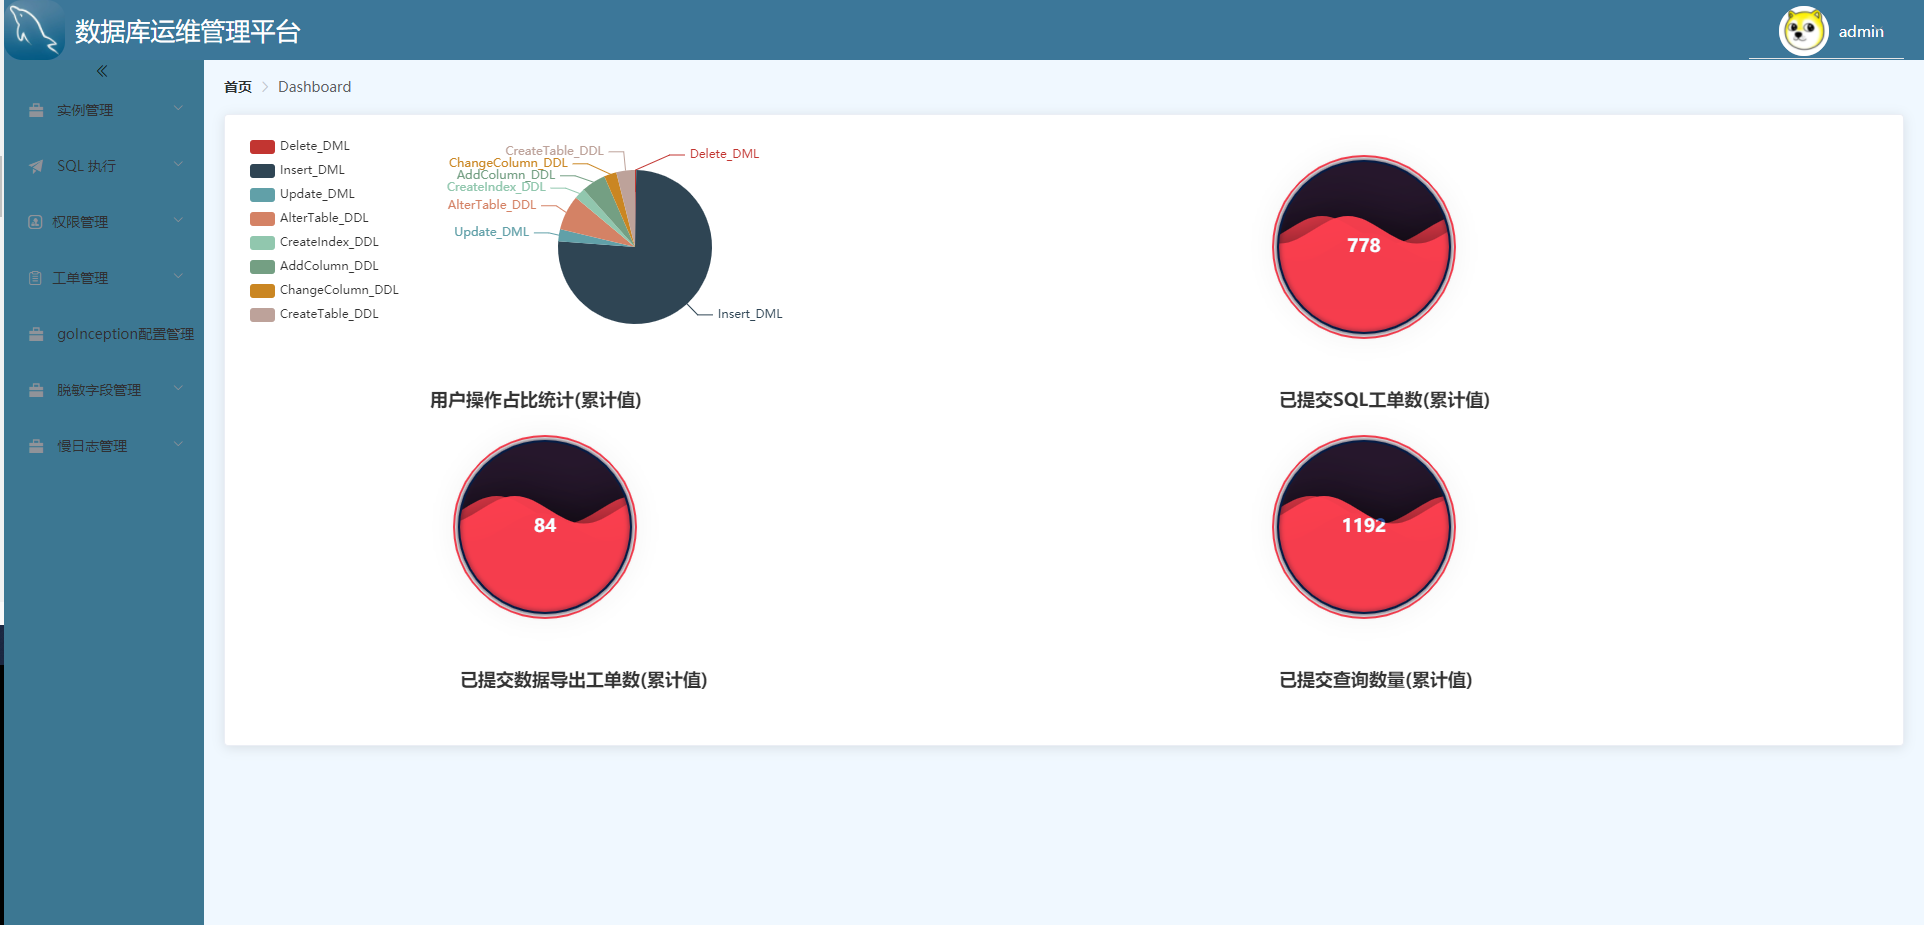 数据库运维管理平台
admin
实例管理
SQL 执行
权限管理
工单管理
goInception配置管理
脱敏字段管理
慢日志管理
首页 > Dashboard
Delete_DML
Insert_DML
Update_DML
AlterTable_DDL
CreateIndex_DDL
AddColumn_DDL
ChangeColumn_DDL
CreateTable_DDL
CreateTable_DDL
Delete_DML
ChangeColumn_DDL
AddColumn_DDL
CreateIndex_DDL
AlterTable_DDL
Update_DML
Insert_DML
用户操作占比统计(累计值)
778
已提交SQL工单数(累计值)
84
已提交数据导出工单数(累计值)
1192
已提交查询数量(累计值)